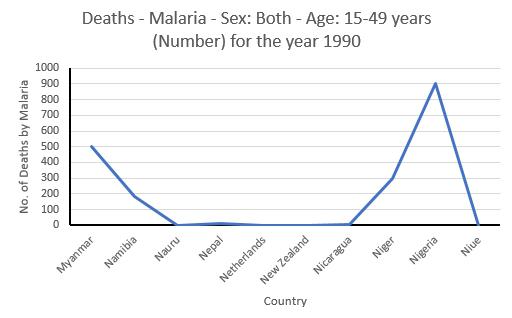 Deaths - Malaria - Sex: Both - Age: 15-49 years
(Number) for the year 1990
No. of Deaths by Malaria
1000
900
800
700
600
500
400
300
200
100
0
Myanmar
Namibia
Nauru
Nepal
Netherlands
New Zealand
Nicaragua
Niger
Nigeria
Niue
Country